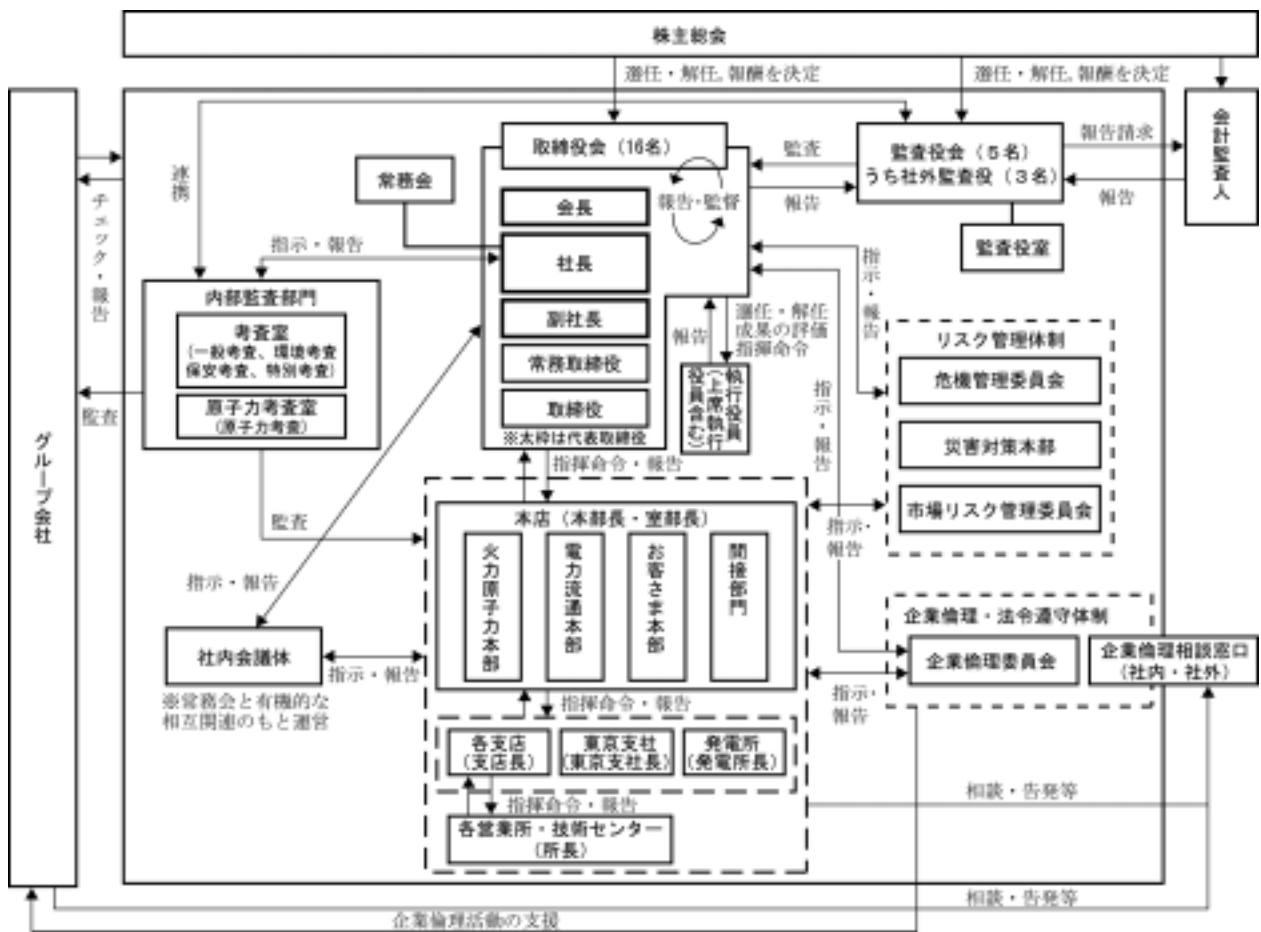 株主総会
選任・解任,報酬を決定
選任・解任,報酬を決定
会計監査人
取締役会（16名）
監査役会（５名）
うち社外監査役（３名）
監査
報告
報告請求
報告
監査役室
常務会
連携
報告・監督
会長
社長
副社長
常務取締役
取締役
※太枠は代表取締役
指示・報告
チェック・報告
内部監査部門
考査室
(一般考査、環境考査
保安考査、特別考査)
原子力考査室
(原子力考査)
監査
グループ会社
報告
選任・解任
成果の評価
指揮命令
執行役員
(上席執行
役員含む)
指示・報告
リスク管理体制
危機管理委員会
災害対策本部
市場リスク管理委員会
指示・報告
指示・
報告
指揮命令・報告
監査
本店（本部長・室部長）
火力原子力本部
電力流通本部
お客さま本部
間接部門
指示・報告
社内会議体
※常務会と有機的な
相互関連のもと運営
指示・報告
企業倫理・法令遵守体制
企業倫理委員会
企業倫理相談窓口
(社内・社外)
指示・
報告
指揮命令・報告
各支店
(支店長)
東京支社
(東京支社長)
発電所
(発電所長)
指揮命令・報告
各営業所・技術センター
(所長)
相談・告発等
相談・告発等
企業倫理活動の支援